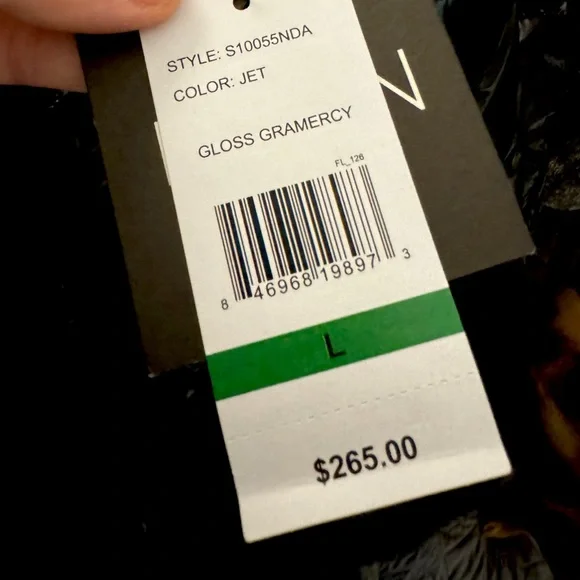 STYLE: S10055NDA
COLOR: JET
GLOSS GRAMERCY
FL_126
8 46968 19897 3
L
$265.00